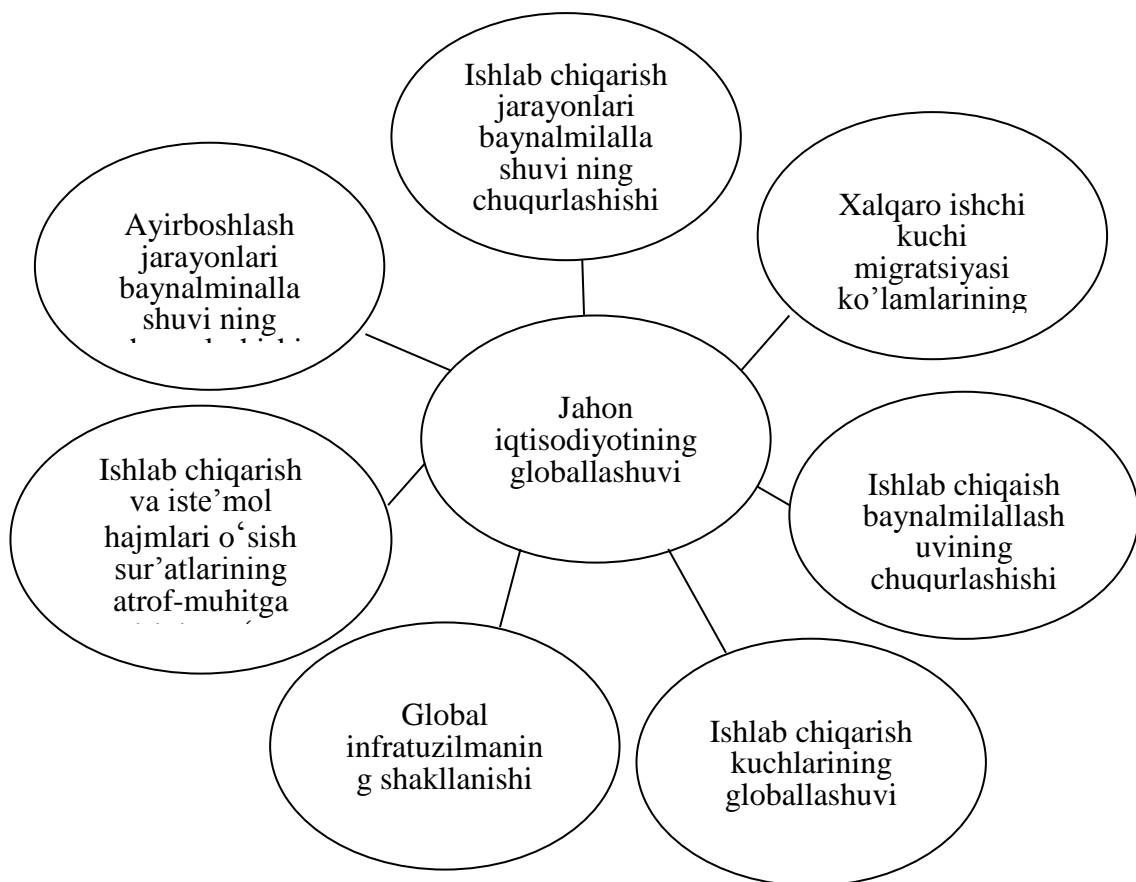 Ishlab chiqarish
jarayonlari
baynalmilalla
shuvi ning
chuqurlashishi
Xalqaro ishchi
kuchi
migratsiyasi
ko’lamlarining
Ayirboshlash
jarayonlari
baynalminalla
shuvi ning
Jahon
iqtisodiyotining
globallashuvi
Ishlab chiqarish
va iste’mol
hajmlari o‘sish
sur’atlarining
atrof-muhitga
Ishlab chiqaish
baynalmilallash
uvining
chuqurlashishi
Global
infratuzilmanin
g shakllanishi
Ishlab chiqarish
kuchlarining
globallashuvi